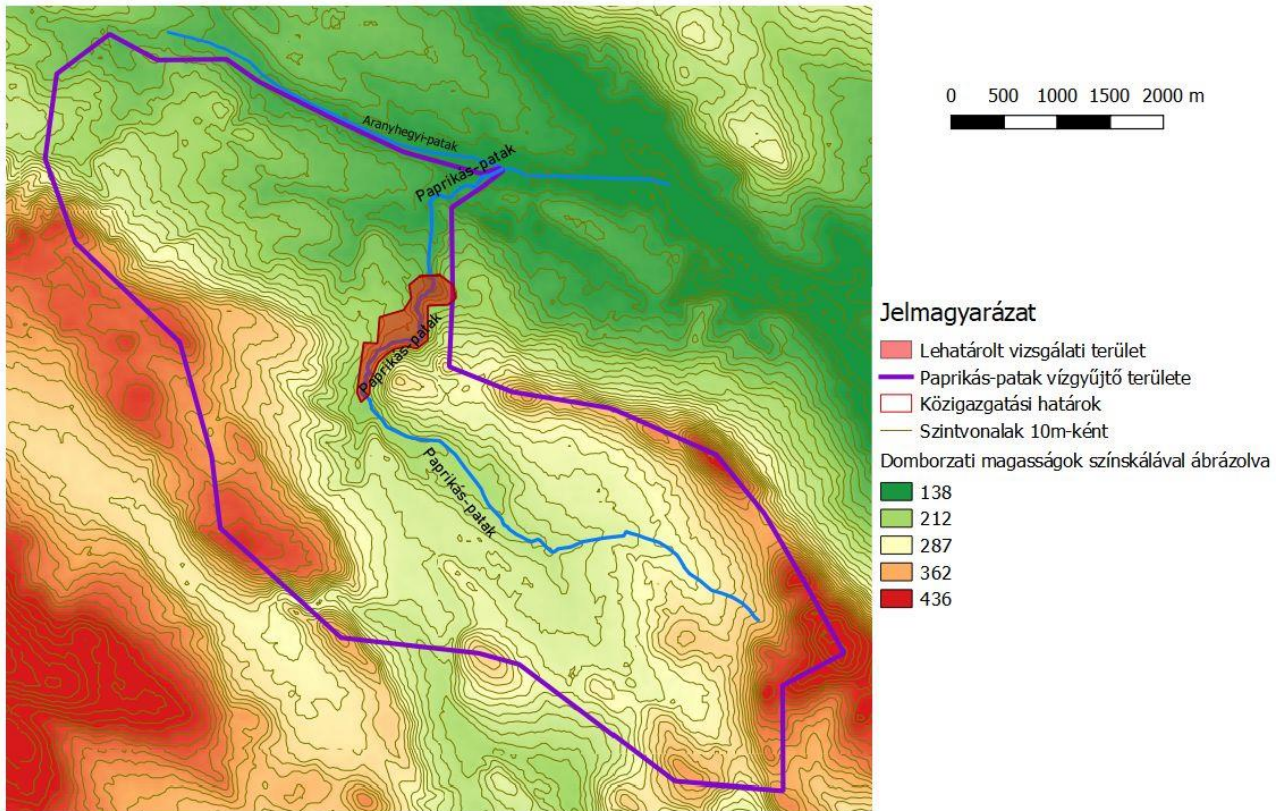 0 500 1000 1500 2000 m
Aranyhegyi-patak
Paprikás-patak
Paprikás-patak
Paprikás-patak
Jelmagyarázat
Lehatárolt vizsgálati terület
Paprikás-patak vízgyűjtő területe
Közigazgatási határok
Szintvonalak 10m-ként
Domborzati magasságok színskálával ábrázolva
138
212
287
362
436